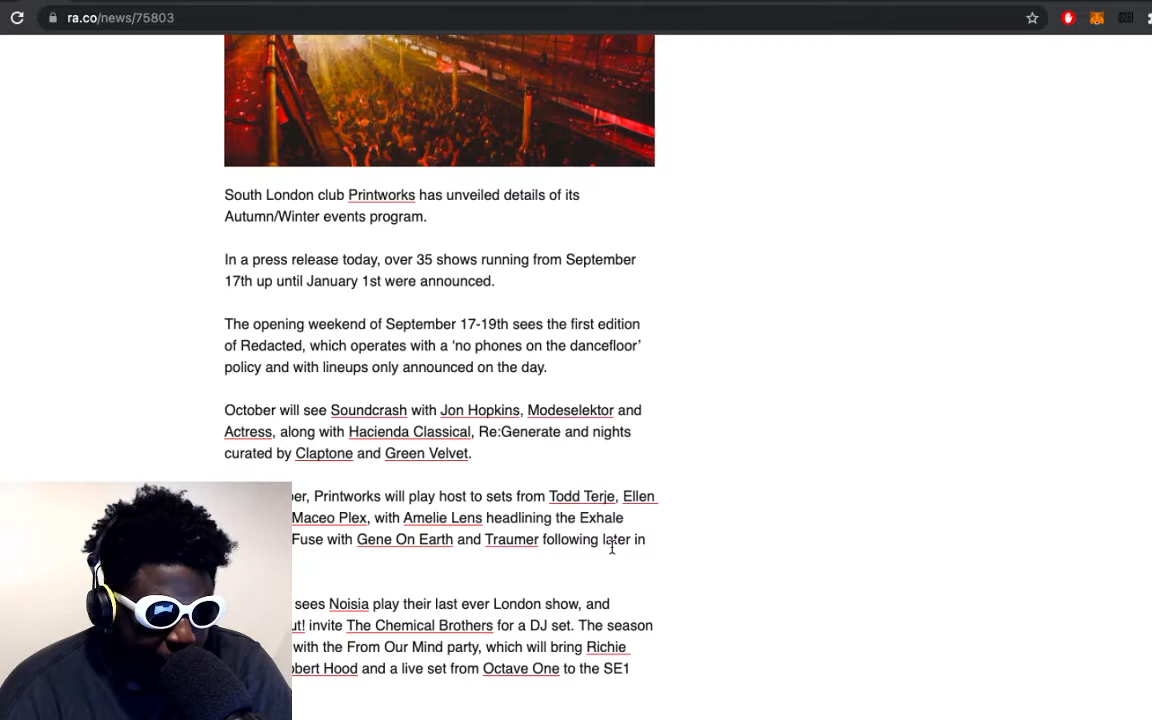 ra.co/news/75803
South London club Printworks has unveiled details of its
Autumn/Winter events program.
In a press release today, over 35 shows running from September
17th up until January 1st were announced.
The opening weekend of September 17-19th sees the first edition
of Redacted, which operates with a ‘no phones on the dancefloor’
policy and with lineups only announced on the day.
October will see Soundcrash with Jon Hopkins, Modeselektor and
Actress, along with Hacienda Classical, Re:Generate and nights
curated by Claptone and Green Velvet.
er, Printworks will play host to sets from Todd Terje, Ellen
Maceo Plex, with Amelie Lens headlining the Exhale
Fuse with Gene On Earth and Traumer following later in
sees Noisia play their last ever London show, and
ut! invite The Chemical Brothers for a DJ set. The season
with the From Our Mind party, which will bring Richie
obert Hood and a live set from Octave One to the SE1